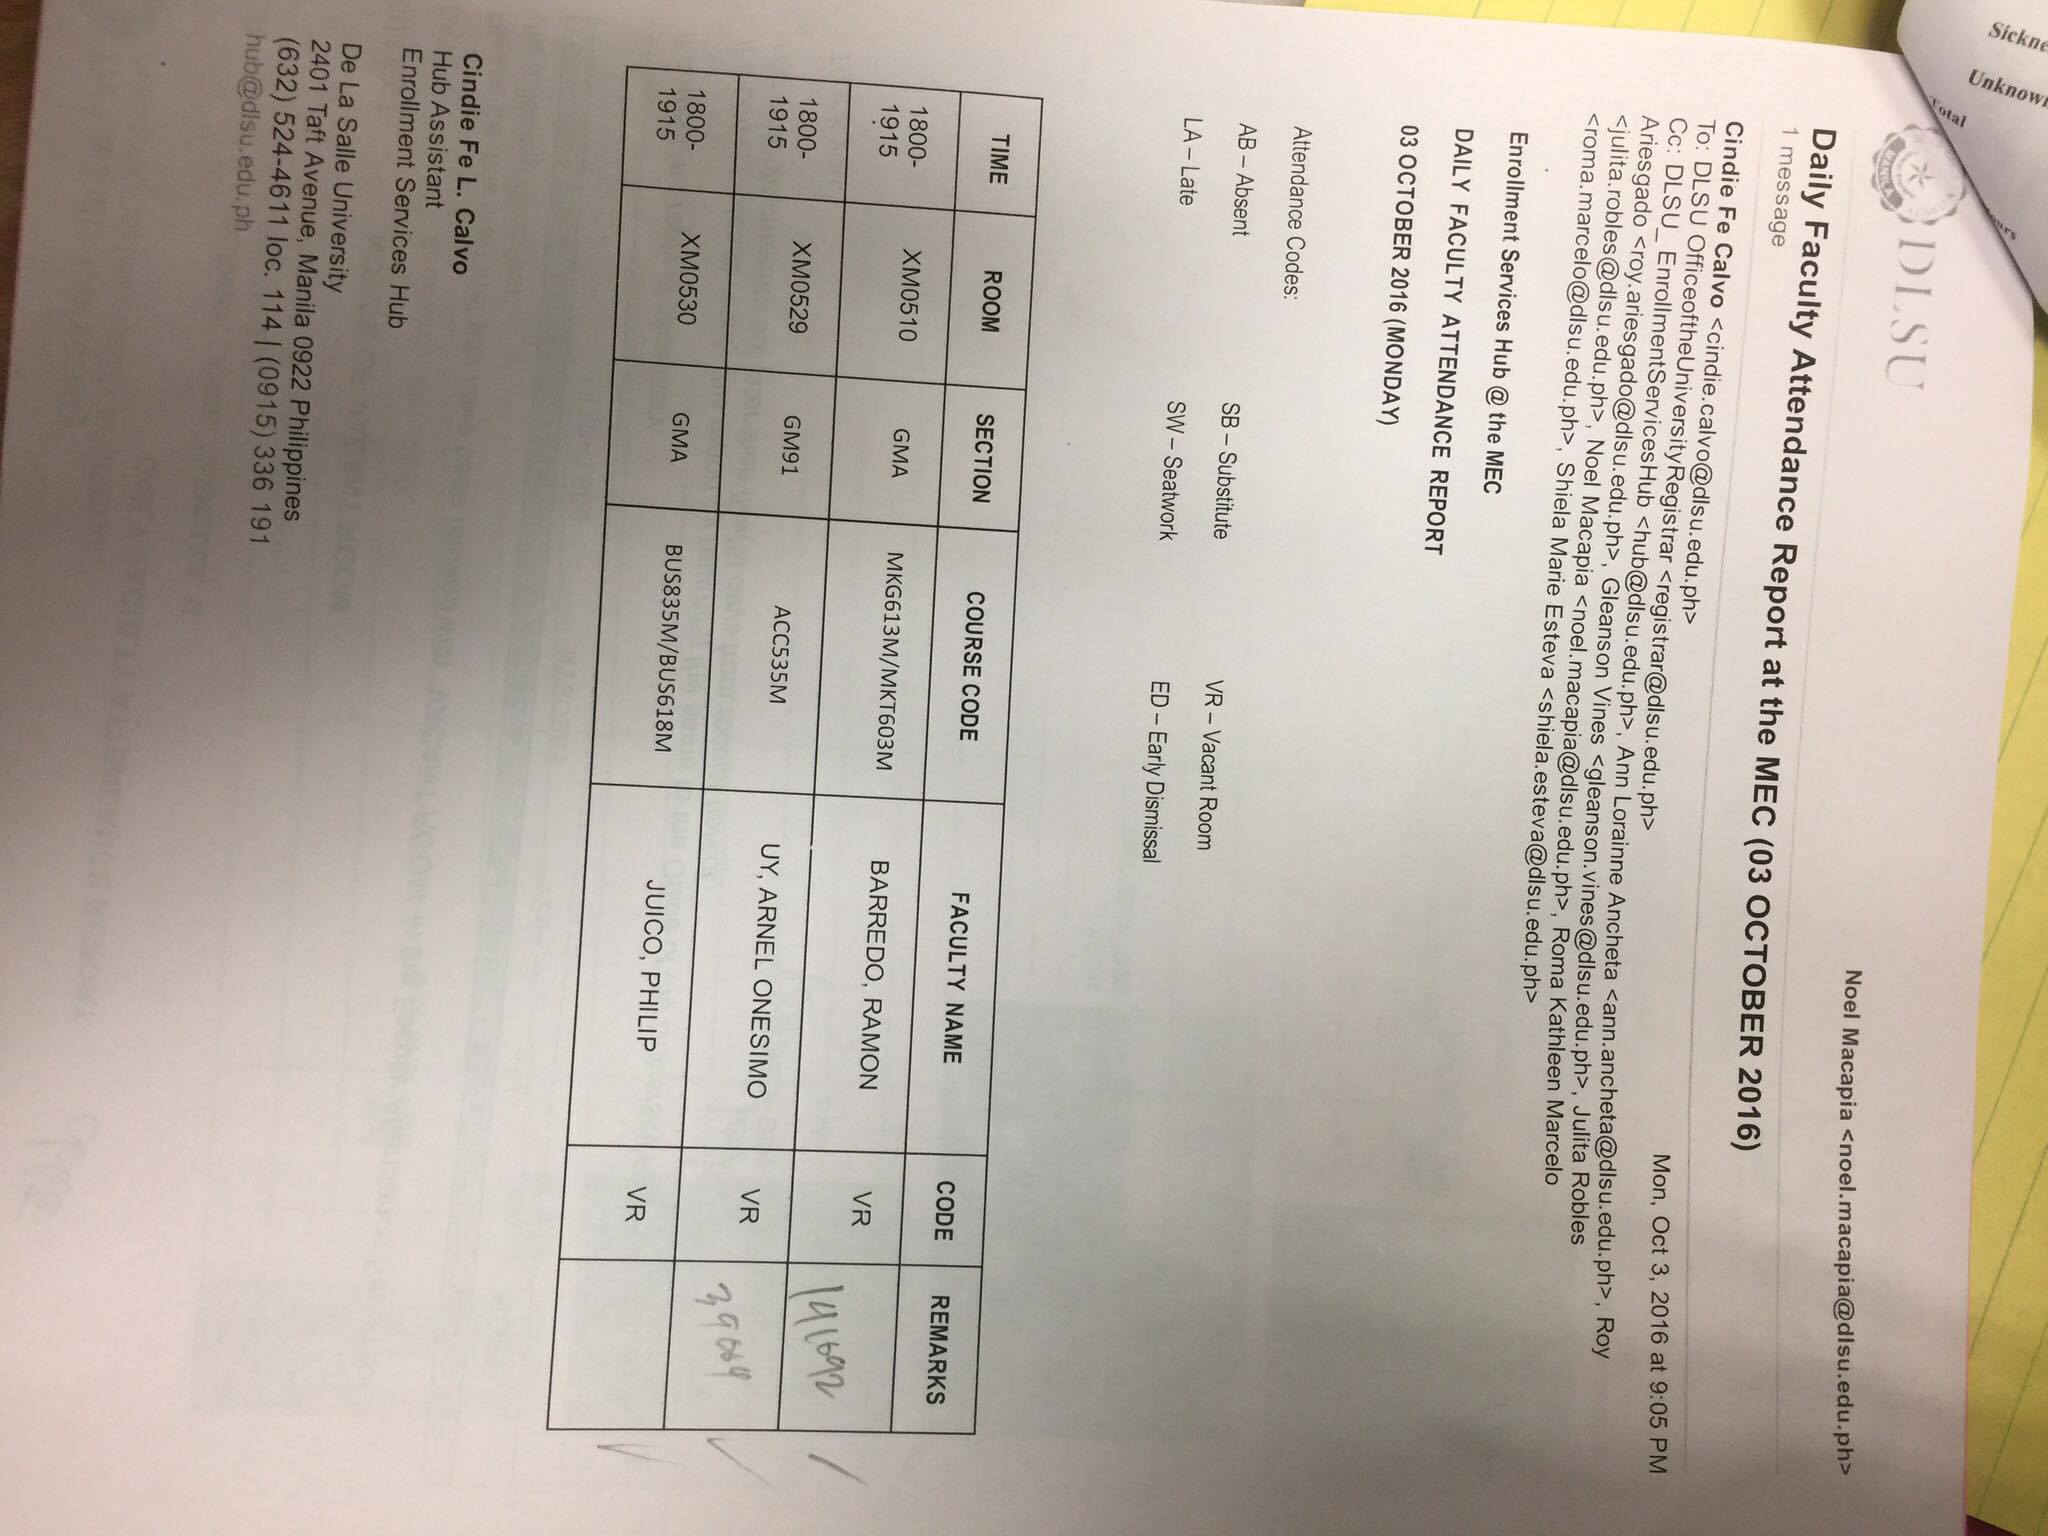 Sickne
Unknown
Total
MANILA
DLSU
Noel Macapia <noel.macapia@dlsu.edu.ph>
Daily Faculty Attendance Report at the MEC (03 OCTOBER 2016)
1 message
Cindie Fe Calvo <cindie.calvo@dlsu.edu.ph>
Mon, Oct 3, 2016 at 9:05 PM
To: DLSU OfficeoftheUniversityRegistrar <registrar@dlsu.edu.ph>
Cc: DLSU_ EnrollmentServicesHub <hub@dlsu.edu.ph>, Ann Lorainne Ancheta <ann.ancheta@dlsu.edu.ph>, Roy
Ariesgado <roy.ariesgado@dlsu.edu.ph>, Gleanson Vines <gleanson.vines@dlsu.edu.ph>, Julita Robles
<julita.robles@dlsu.edu.ph>, Noel Macapia <noel.macapia@dlsu.edu.ph>, Roma Kathleen Marcelo
<roma.marcelo@dlsu.edu.ph>, Shiela Marie Esteva <shiela.esteva@dlsu.edu.ph>
Enrollment Services Hub @ the MEC
DAILY FACULTY ATTENDANCE REPORT
03 OCTOBER 2016 (MONDAY)
Attendance Codes:
AB – Absent SB – Substitute VR – Vacant Room
LA – Late SW – Seatwork ED – Early Dismissal
TIME ROOM SECTION COURSE CODE FACULTY NAME CODE REMARKS
1800-
1915 XM0510 GMA MKG613M/MKT603M BARREDO, RAMON VR 141692
1800-
1915 XM0529 GM91 ACC535M UY, ARNEL ONESIMO VR
1800-
1915 XM0530 GMA BUS835M/BUS618M JUICO, PHILIP VR
Cindie Fe L. Calvo
Hub Assistant
Enrollment Services Hub
De La Salle University
2401 Taft Avenue, Manila 0922 Philippines
(632) 524-4611 loc. 114 | (0915) 336 191
hub@dlsu.edu.ph